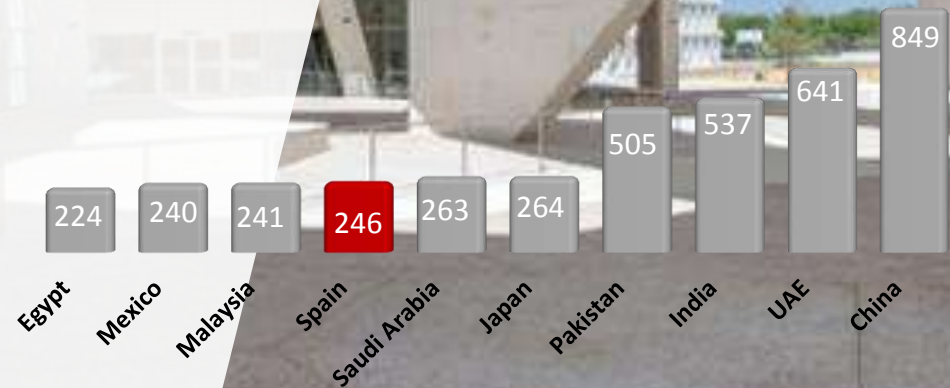 849
641
537
505
264
263
246
241
240
224
Egypt
Mexico
Malaysia
Spain
Saudi Arabia
Japan
Pakistan
India
UAE
China